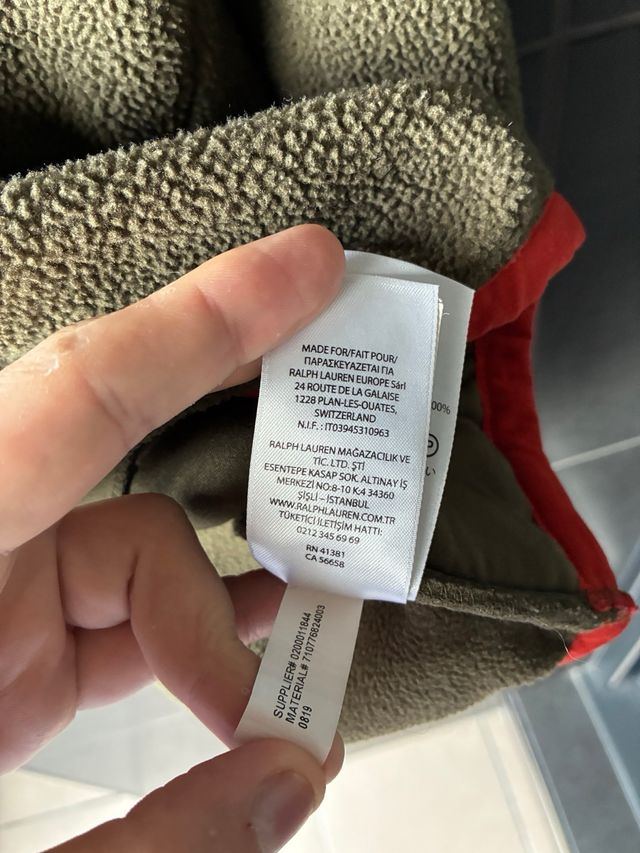 MADE FOR/FAIT POUR/
ΠΑΡΑΣΚΕΥΑΖΕΤΑΙ ΓΙΑ
RALPH LAUREN EUROPE Sárl
24 ROUTE DE LA GALAISE
1228 PLAN-LES-OUATES,
SWITZERLAND
N.I.F. : IT03945310963
RALPH LAUREN MAĞAZACILIK VE
TİC. LTD. ŞTİ
ESENTEPE KASAP SOK. ALTINAY İŞ
MERKEZİ NO:8-10 K:4 34360
ŞİŞLİ – İSTANBUL
WWW.RALPHLAUREN.COM.TR
TÜKETİCİ İLETİŞİM HATTI:
0212 345 69 69
RN 41381
CA 56658
00%
P
い
SUPPLIER# 0200011844
MATERIAL# 710776824003
0819